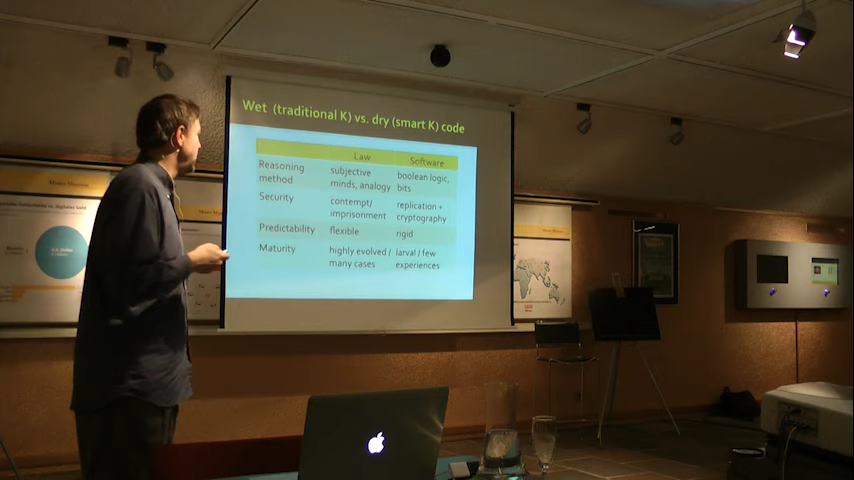 Wet (traditional K) vs. dry (smart K) code
Law Software
Reasoning method subjective minds, analogy boolean logic, bits
Security contempt/ imprisonment replication + cryptography
Predictability flexible rigid
Maturity highly evolved / many cases larval / few experiences